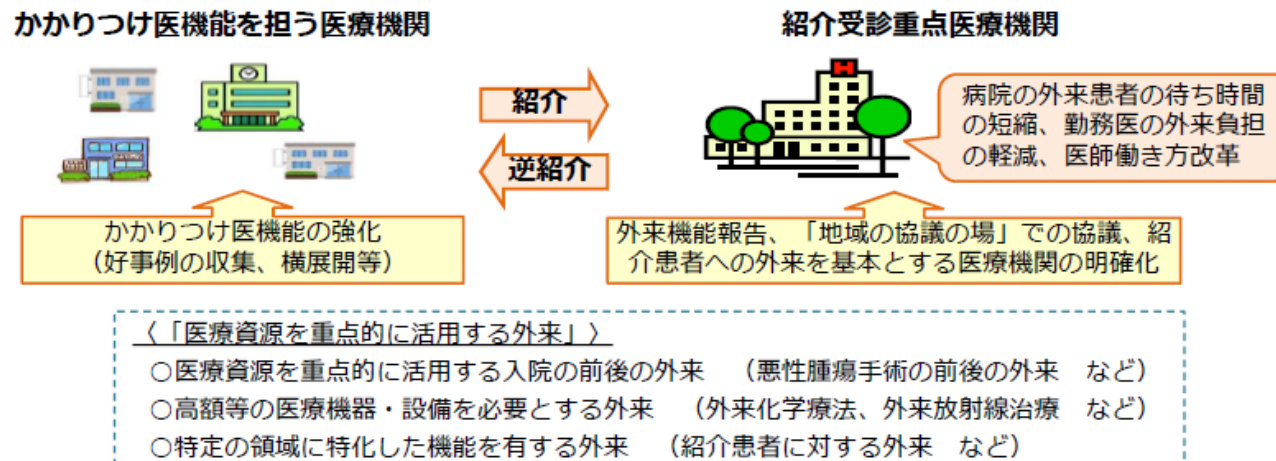 かかりつけ医機能を担う医療機関
紹介受診重点医療機関
H
紹介
逆紹介
病院の外来患者の待ち時間
の短縮、勤務医の外来負担
の軽減、医師働き方改革
かかりつけ医機能の強化
（好事例の収集、横展開等）
外来機能報告、「地域の協議の場」での協議、紹
介患者への外来を基本とする医療機関の明確化
〈「医療資源を重点的に活用する外来」〉
○医療資源を重点的に活用する入院の前後の外来　（悪性腫瘍手術の前後の外来　など）
○高額等の医療機器・設備を必要とする外来　（外来化学療法、外来放射線治療　など）
○特定の領域に特化した機能を有する外来　（紹介患者に対する外来　など）